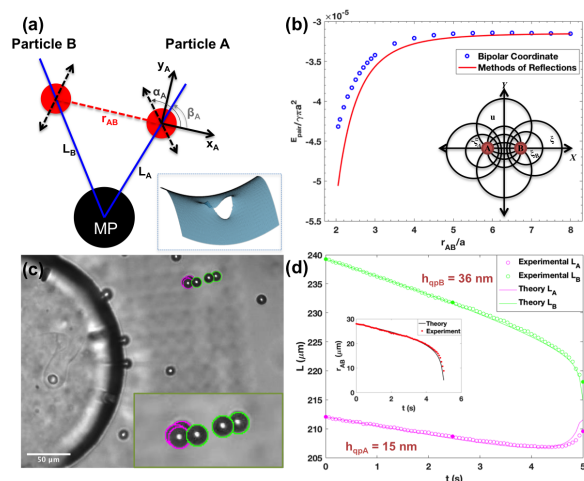 (a)
Particle B
Particle A
y_A
α_A
β_A
r_AB
x_A
L_B
L_A
MP
(b)
×10⁻⁵
-3
-3.5
-4
-4.5
-5
-5.5
E_pair/γπa²
2
3
4
5
6
7
8
r_AB/a
Bipolar Coordinate
Methods of Reflections
Y
u
A
B
X
(c)
50 μm
(d)
240
235
230
225
220
215
210
205
L (μm)
0
1
2
3
4
5
t (s)
h_qpB = 36 nm
h_qpA = 15 nm
Experimental L_A
Experimental L_B
Theory L_A
Theory L_B
30
20
10
0
r_AB (μm)
0
2
4
6
t (s)
Theory
Experiment